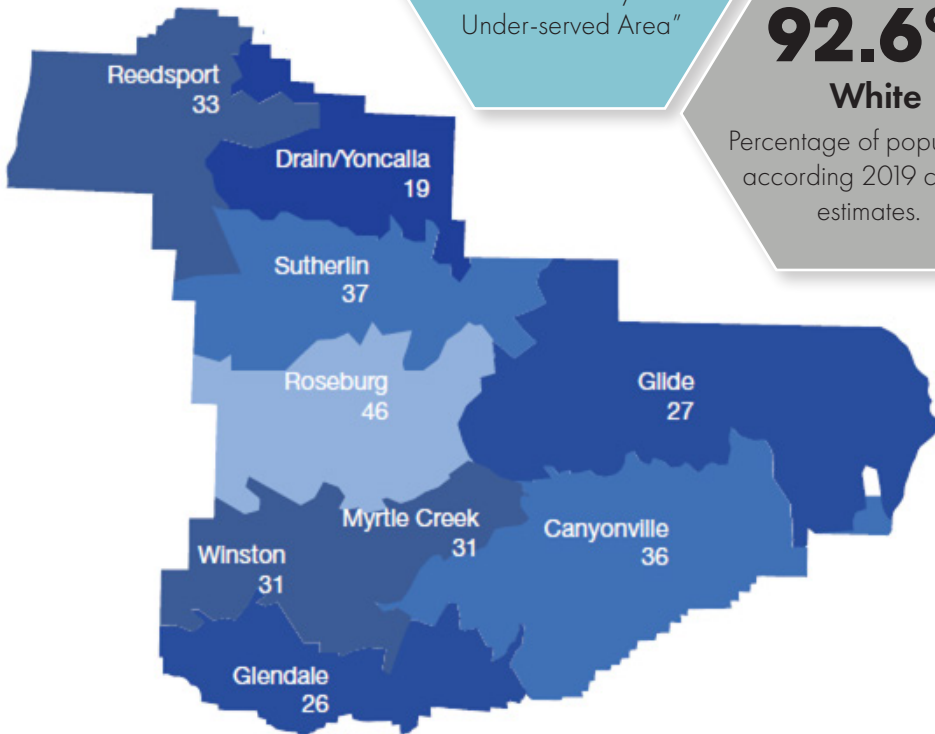 Under-served Area”
92.6%
White
Percentage of
according 2019
estimates.
Reedsport
33
Drain/Yoncalla
19
Sutherlin
37
Roseburg
46
Glide
27
Myrtle Creek
31
Canyonville
36
Winston
31
Glendale
26